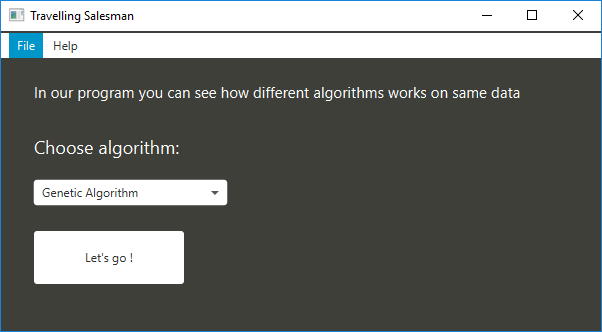 Travelling Salesman
File Help
In our program you can see how different algorithms works on same data
Choose algorithm:
Genetic Algorithm
Let's go !